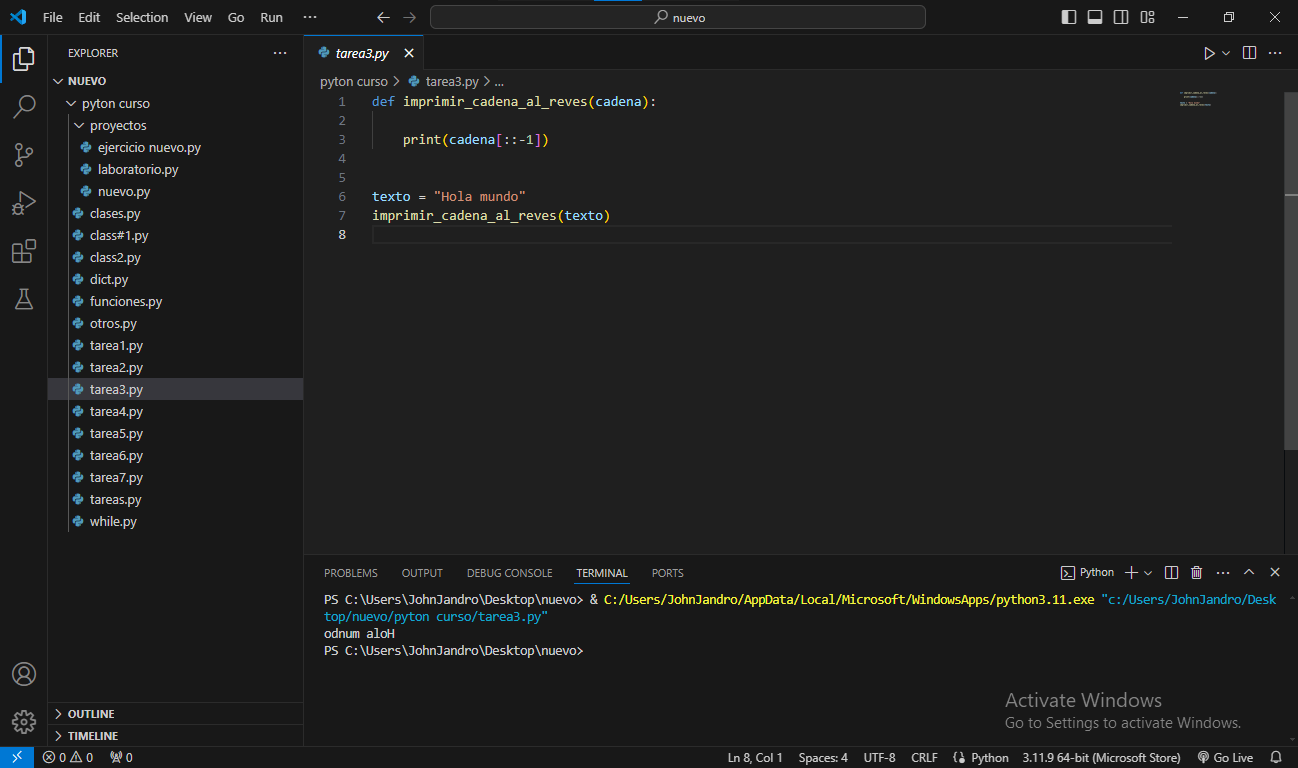 File Edit Selection View Go Run ···
nuevo
EXPLORER ···
NUEVO
pyton curso
proyectos
ejercicio nuevo.py
laboratorio.py
nuevo.py
clases.py
class#1.py
class2.py
dict.py
funciones.py
otros.py
tarea1.py
tarea2.py
tarea3.py
tarea4.py
tarea5.py
tarea6.py
tarea7.py
tareas.py
while.py
OUTLINE
TIMELINE
tarea3.py
pyton curso > tarea3.py > ...
1 def imprimir_cadena_al_reves(cadena):
2
3     print(cadena[::-1])
4
5
6 texto = "Hola mundo"
7 imprimir_cadena_al_reves(texto)
8
PROBLEMS OUTPUT DEBUG CONSOLE TERMINAL PORTS
Python
PS C:\Users\JohnJandro\Desktop\nuevo> & C:/Users/JohnJandro/AppData/Local/Microsoft/WindowsApps/python3.11.exe "c:/Users/JohnJandro/Desk
top/nuevo/pyton curso/tarea3.py"
odnum aloH
PS C:\Users\JohnJandro\Desktop\nuevo>
Activate Windows
Go to Settings to activate Windows.
0 0 0 Ln 8, Col 1 Spaces: 4 UTF-8 CRLF Python 3.11.9 64-bit (Microsoft Store) Go Live